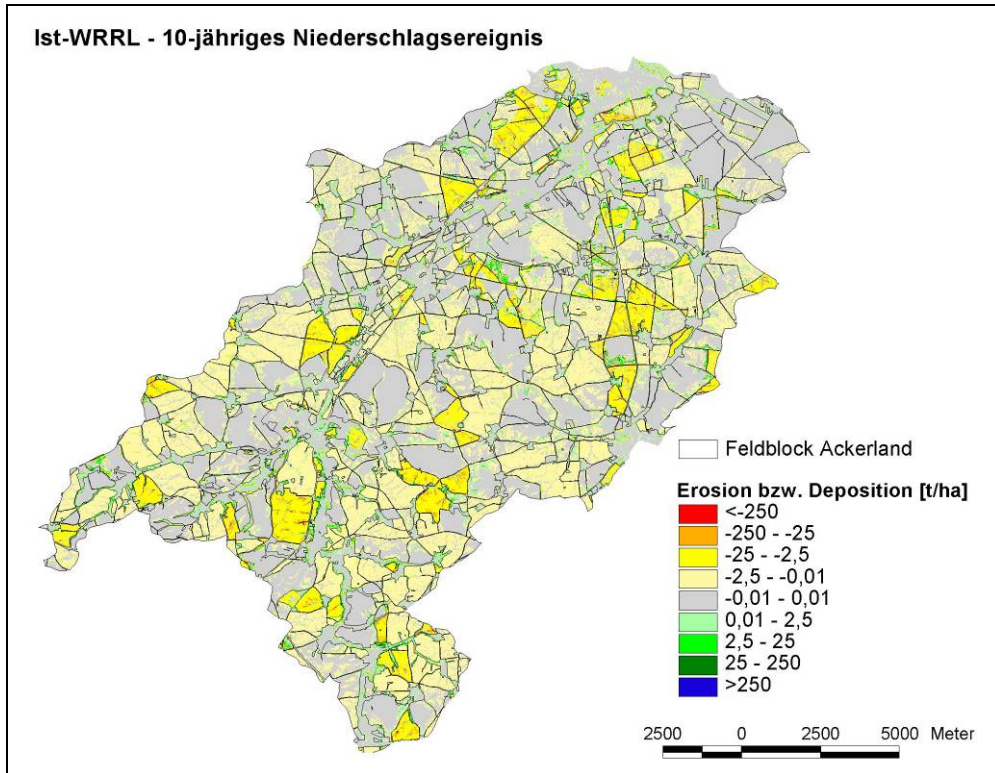 Ist-WRRL - 10-jähriges Niederschlagsereignis
Feldblock Ackerland
Erosion bzw. Deposition [t/ha]
<-250
-250 - -25
-25 - -2,5
-2,5 - -0,01
-0,01 - 0,01
0,01 - 2,5
2,5 - 25
25 - 250
>250
2500 0 2500 5000 Meter